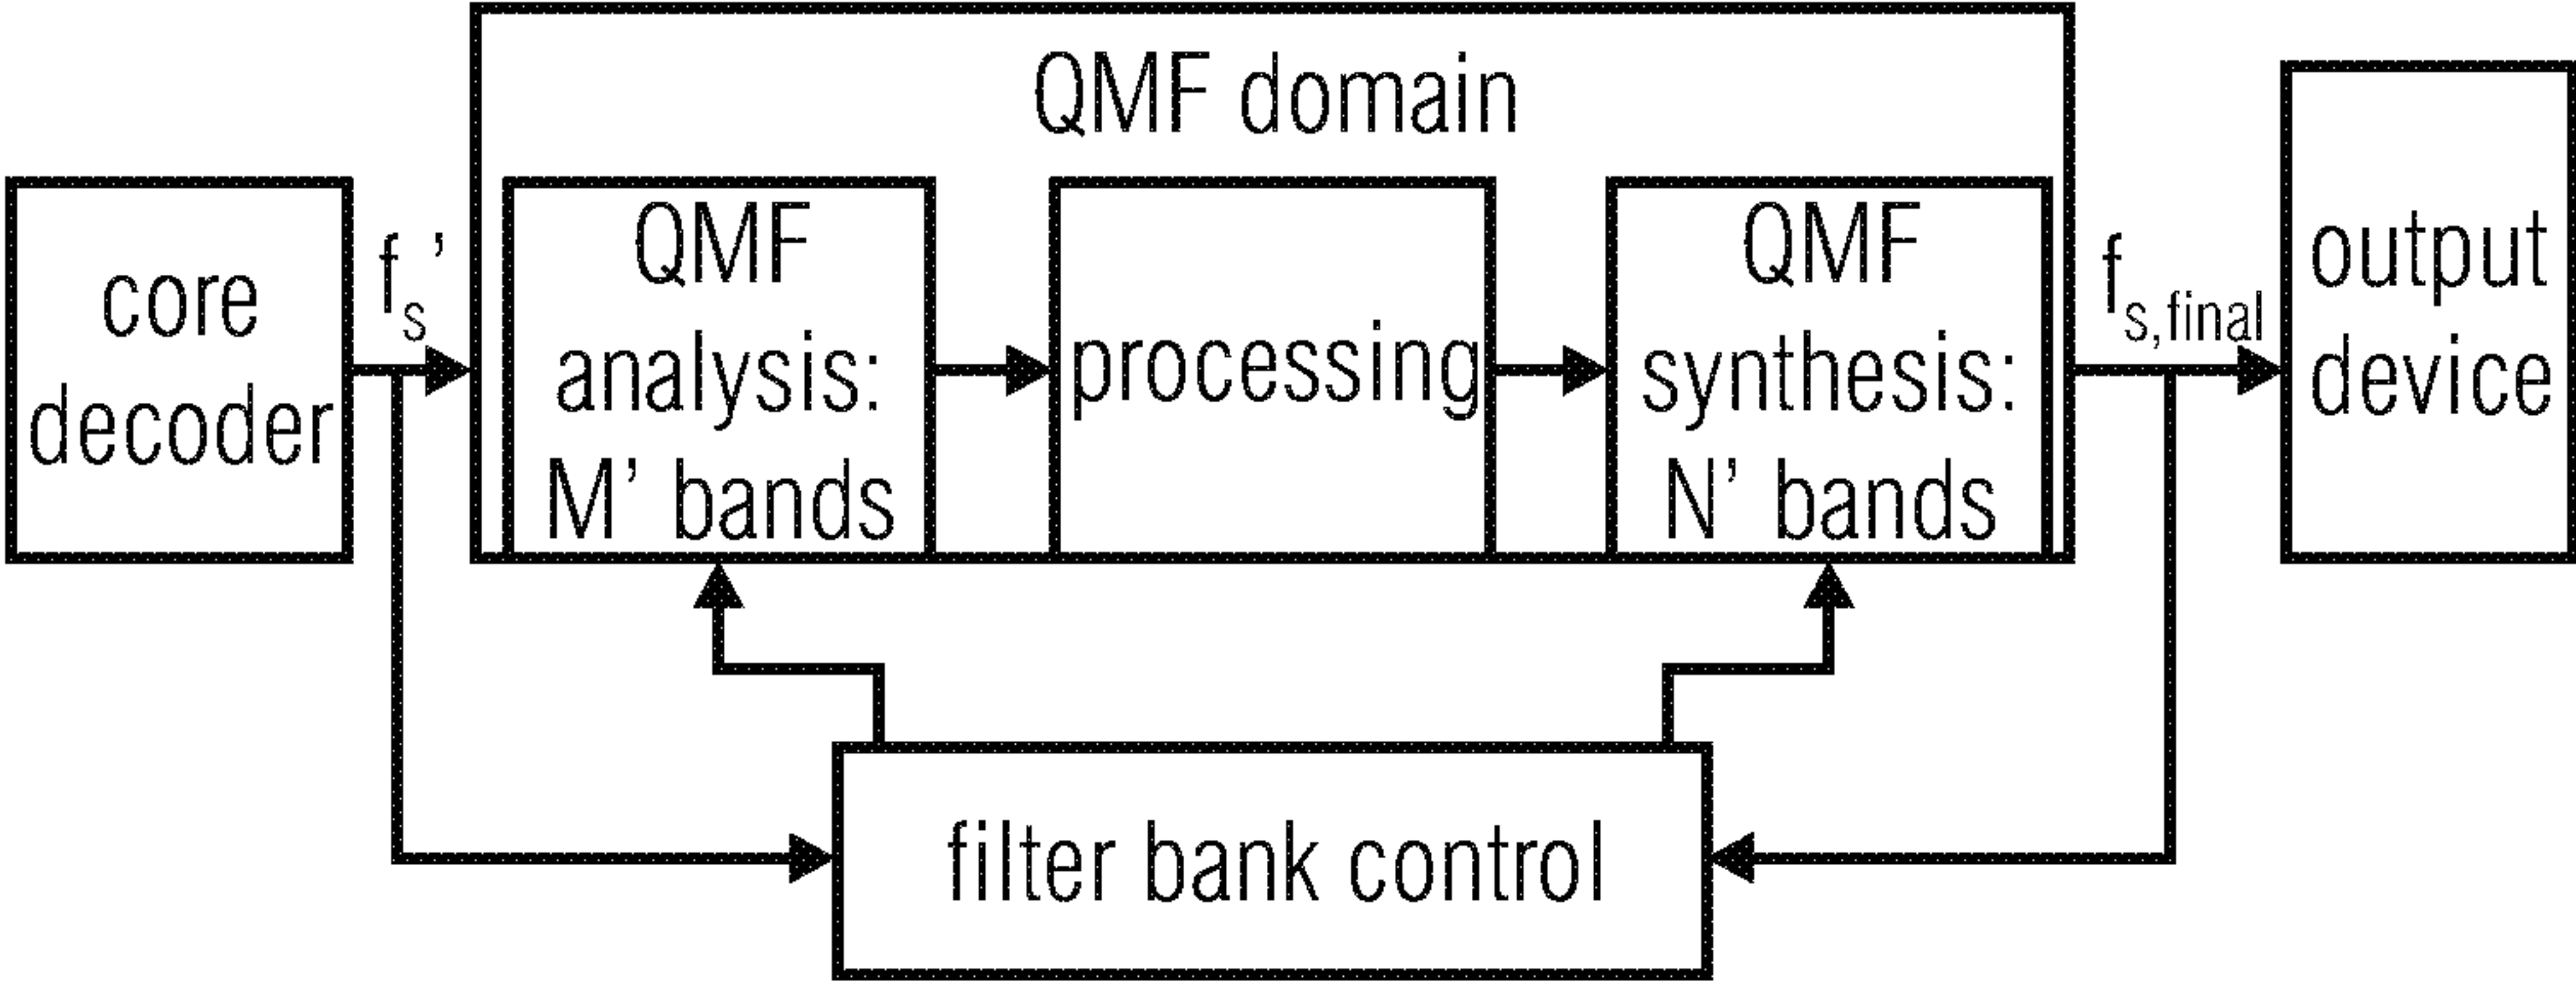 QMF domain
core
decoder
fs’
QMF
analysis:
M’ bands
processing
QMF
synthesis:
N’ bands
fs,final
output
device
filter bank control